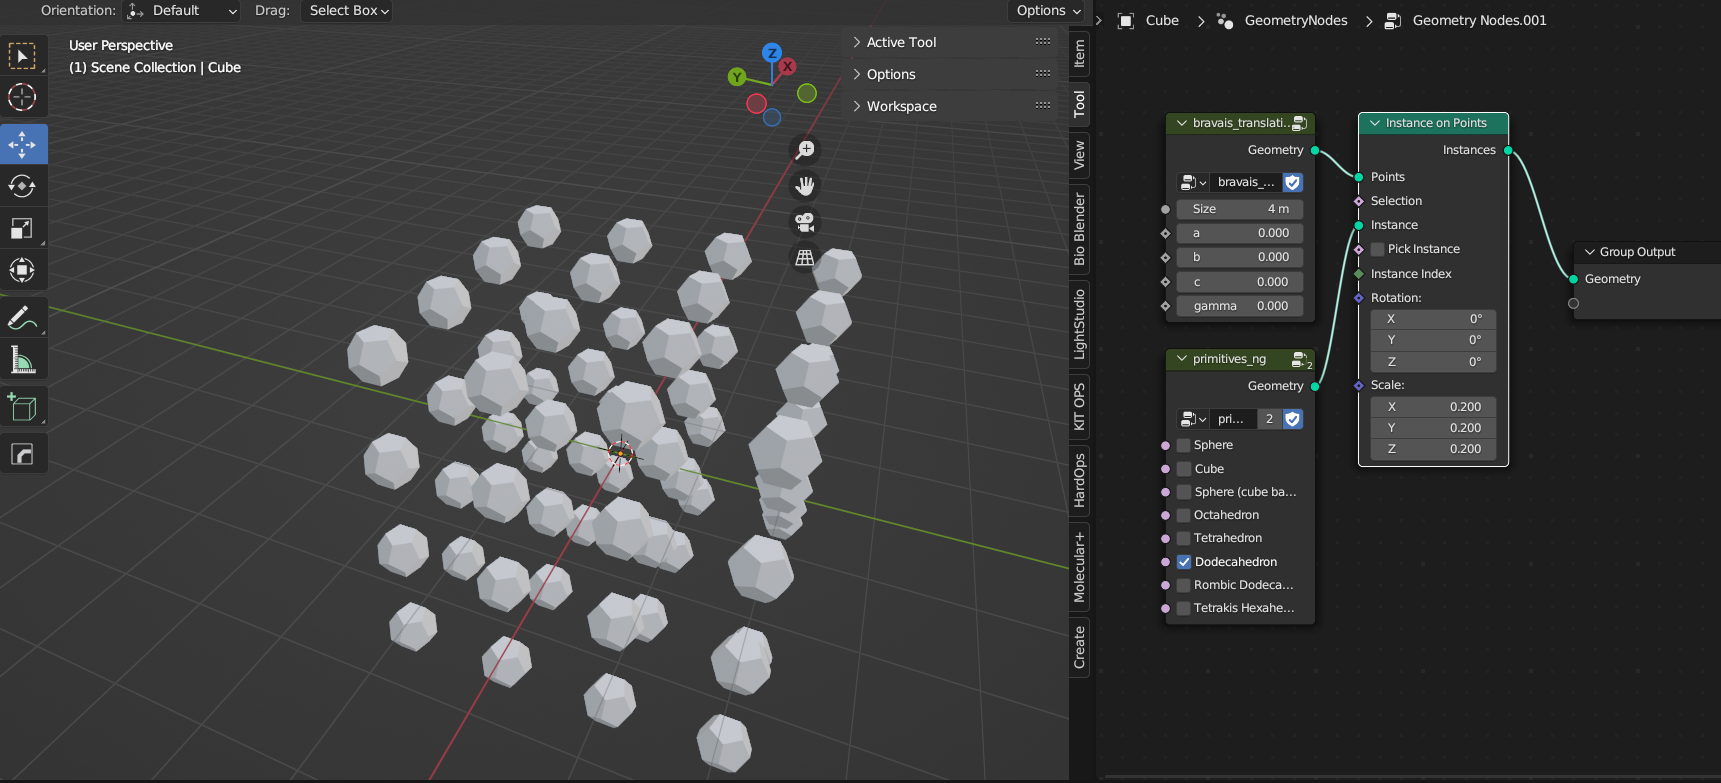 Orientation: Default Drag: Select Box Options
User Perspective
(1) Scene Collection | Cube
Z
X
Y
Active Tool
Options
Workspace
Item
Tool
View
Bio Blender
LightStudio
KIT OPS
HardOps
Molecular+
Create
Cube GeometryNodes Geometry Nodes.001
bravais_translati..
Geometry
bravais_...
Size 4 m
a 0.000
b 0.000
c 0.000
gamma 0.000
primitives_ng
2
Geometry
pri... 2
Sphere
Cube
Sphere (cube ba...
Octahedron
Tetrahedron
Dodecahedron
Rombic Dodeca...
Tetrakis Hexahe...
Instance on Points
Instances
Points
Selection
Instance
Pick Instance
Instance Index
Rotation:
X 0°
Y 0°
Z 0°
Scale:
X 0.200
Y 0.200
Z 0.200
Group Output
Geometry